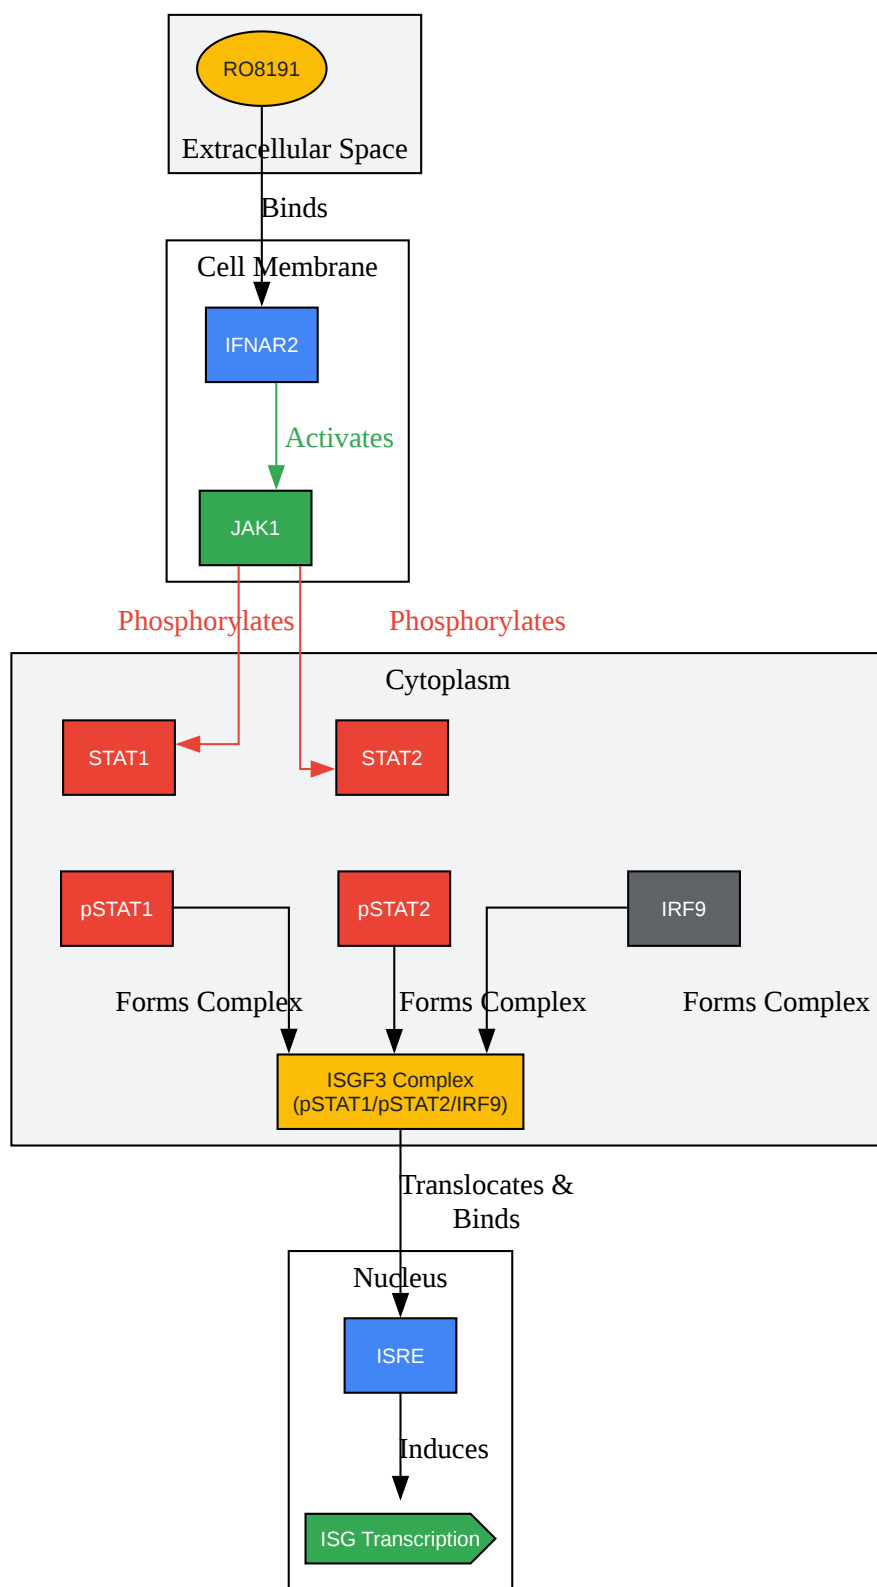 RO8191
Extracellular Space
Binds
Cell Membrane
IFNAR2
Activates
JAK1
Phosphorylates
Phosphorylates
Cytoplasm
STAT1
STAT2
pSTAT1
pSTAT2
IRF9
Forms Complex
Forms Complex
Forms Complex
ISGF3 Complex
(pSTAT1/pSTAT2/IRF9)
Translocates &
Binds
Nucleus
ISRE
Induces
ISG Transcription